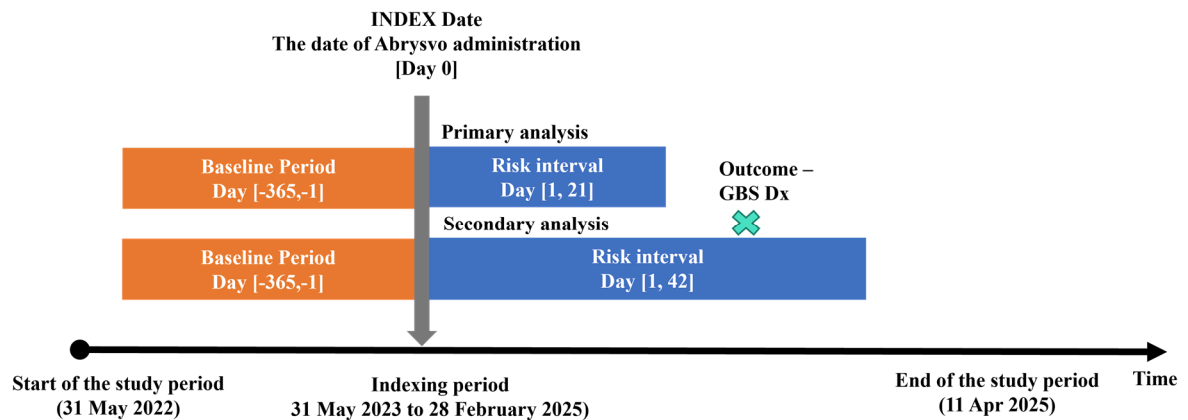 INDEX Date
The date of Abrysvo administration
[Day 0]
Primary analysis
Baseline Period
Day [-365,-1]
Risk interval
Day [1, 21]
Outcome –
GBS Dx
Secondary analysis
Baseline Period
Day [-365,-1]
Risk interval
Day [1, 42]
Start of the study period
(31 May 2022)
Indexing period
31 May 2023 to 28 February 2025)
End of the study period
(11 Apr 2025)
Time